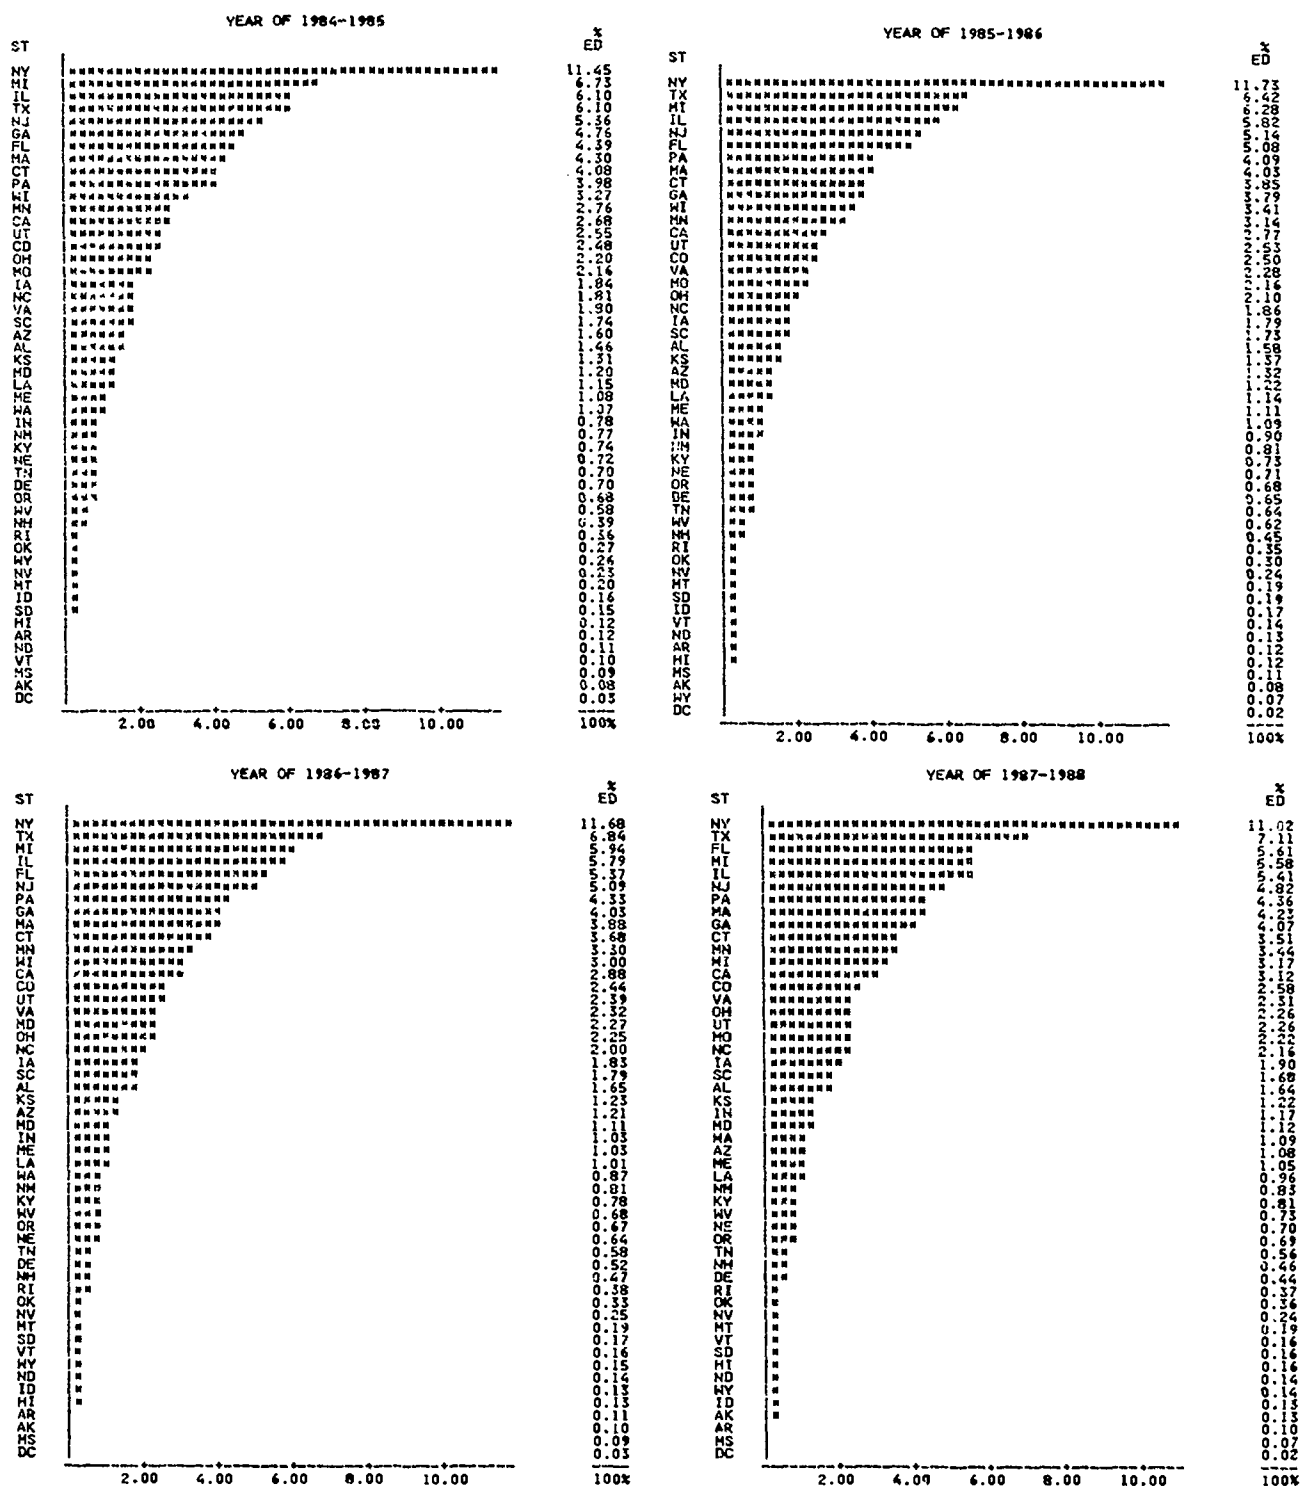 YEAR OF 1984-1985
ST % ED
NY 11.45
MI 6.73
IL 6.10
TX 6.10
NJ 5.36
GA 4.76
FL 4.39
MA 4.30
CT 4.08
PA 3.98
WI 3.27
MN 2.76
CA 2.68
UT 2.55
CO 2.48
OH 2.20
MO 2.16
IA 1.84
NC 1.81
VA 1.80
SC 1.74
AZ 1.60
AL 1.46
KS 1.31
MD 1.20
LA 1.15
ME 1.08
WA 1.07
IN 0.78
NM 0.77
KY 0.74
NE 0.72
TN 0.70
DE 0.70
OR 0.68
WV 0.58
NH 0.39
RI 0.36
OK 0.27
WY 0.26
NV 0.23
MT 0.20
ID 0.16
SD 0.15
HI 0.12
AR 0.12
ND 0.11
VT 0.10
MS 0.09
AK 0.08
DC 0.03
2.00 4.00 6.00 8.00 10.00 100%
YEAR OF 1985-1986
ST % ED
NY 11.73
TX 6.42
MI 6.28
IL 5.82
NJ 5.14
FL 5.08
PA 4.09
MA 4.03
CT 3.85
GA 3.79
WI 3.41
MN 3.14
CA 2.77
UT 2.53
CO 2.50
VA 2.28
MO 2.16
OH 2.10
NC 1.86
IA 1.79
SC 1.73
AL 1.58
KS 1.37
AZ 1.32
MD 1.22
LA 1.14
ME 1.11
WA 1.09
IN 0.90
NM 0.81
KY 0.73
NE 0.71
OR 0.68
DE 0.65
TN 0.64
WV 0.62
NH 0.45
RI 0.35
OK 0.30
NV 0.24
MT 0.19
SD 0.19
ID 0.17
VT 0.14
ND 0.13
AR 0.12
HI 0.12
MS 0.11
AK 0.08
WY 0.07
DC 0.02
2.00 4.00 6.00 8.00 10.00 100%
YEAR OF 1986-1987
ST % ED
NY 11.68
TX 6.84
MI 5.94
IL 5.79
FL 5.37
NJ 5.09
PA 4.33
GA 4.03
MA 3.88
CT 3.68
MN 3.30
WI 3.00
CA 2.88
CO 2.44
UT 2.39
VA 2.32
MO 2.27
OH 2.25
NC 2.00
IA 1.83
SC 1.79
AL 1.65
KS 1.23
AZ 1.21
MD 1.11
IN 1.03
ME 1.03
LA 1.01
WA 0.87
NM 0.81
KY 0.78
WV 0.68
OR 0.67
NE 0.64
TN 0.58
DE 0.52
NH 0.47
RI 0.38
OK 0.33
NV 0.25
MT 0.19
SD 0.17
VT 0.16
WY 0.15
ND 0.14
ID 0.13
HI 0.13
AR 0.11
AK 0.10
MS 0.09
DC 0.03
2.00 4.00 6.00 8.00 10.00 100%
YEAR OF 1987-1988
ST % ED
NY 11.02
TX 7.11
FL 5.61
MI 5.58
IL 5.41
NJ 4.82
PA 4.36
MA 4.23
GA 4.07
CT 3.51
MN 3.44
WI 3.17
CA 3.12
CO 2.58
VA 2.31
OH 2.26
UT 2.26
MO 2.22
NC 2.16
IA 1.90
SC 1.68
AL 1.64
KS 1.22
IN 1.17
MD 1.12
WA 1.09
AZ 1.08
ME 1.05
LA 0.96
NM 0.83
KY 0.81
WV 0.73
NE 0.70
OR 0.69
TN 0.56
NH 0.46
DE 0.44
RI 0.37
OK 0.36
NV 0.24
MT 0.19
VT 0.16
SD 0.16
HI 0.16
ND 0.14
WY 0.14
ID 0.13
AK 0.13
AR 0.10
MS 0.07
DC 0.02
2.00 4.00 6.00 8.00 10.00 100%